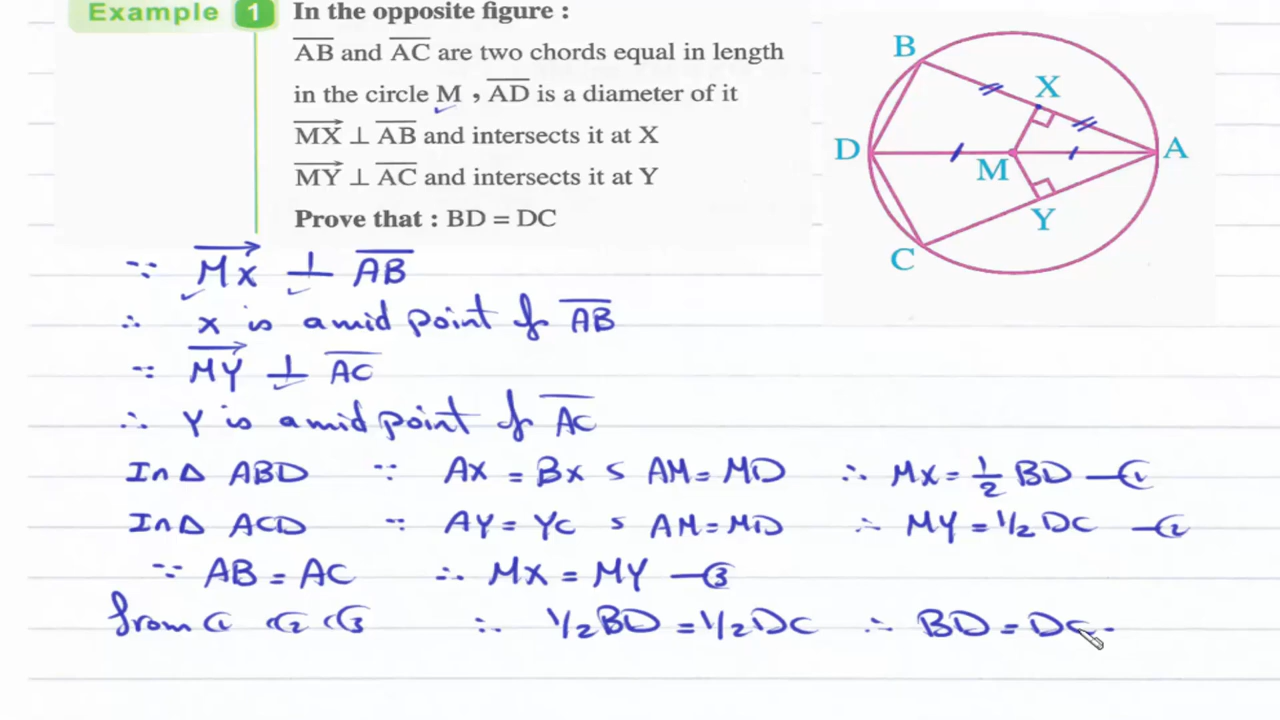 Example 1 In the opposite figure :
AB and AC are two chords equal in length
in the circle M , AD is a diameter of it
MX ⊥ AB and intersects it at X
MY ⊥ AC and intersects it at Y
Prove that : BD = DC
B
X
D
M
A
Y
C
∵ MX ⊥ AB
∴ X is a mid point of AB
∵ MY ⊥ AC
∴ Y is a mid point of AC
In Δ ABD ∵ AX = BX , AM = MD ∴ MX = 1/2 BD — (1
In Δ ACD ∵ AY = YC , AM = MD ∴ MY = 1/2 DC — (2
∵ AB = AC ∴ MX = MY — (3
from (1 (2 (3 ∴ 1/2 BD = 1/2 DC ∴ BD = DC.